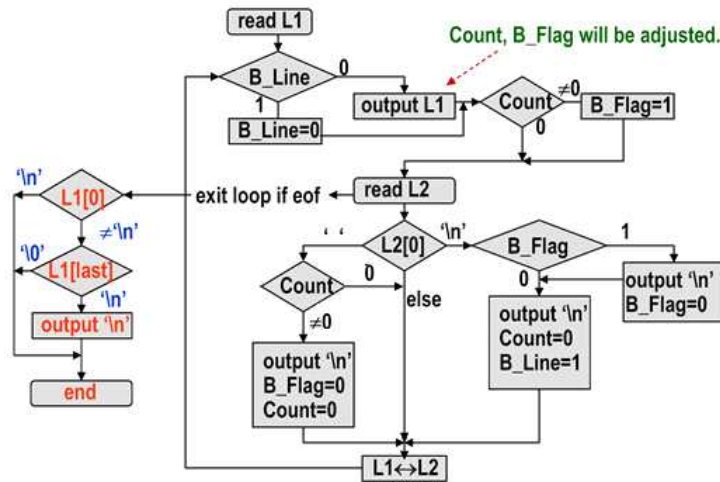 read L1
Count, B_Flag will be adjusted.
B_Line
0
1
output L1
Count
≠0
0
B_Flag=1
B_Line=0
'\n'
L1[0]
exit loop if eof
read L2
≠'\n'
'\0'
L1[last]
'\n'
output '\n'
end
' '
L2[0]
'\n'
B_Flag
1
0
Count
0
else
≠0
output '\n'
B_Flag=0
output '\n'
Count=0
B_Line=1
output '\n'
B_Flag=0
Count=0
L1↔L2